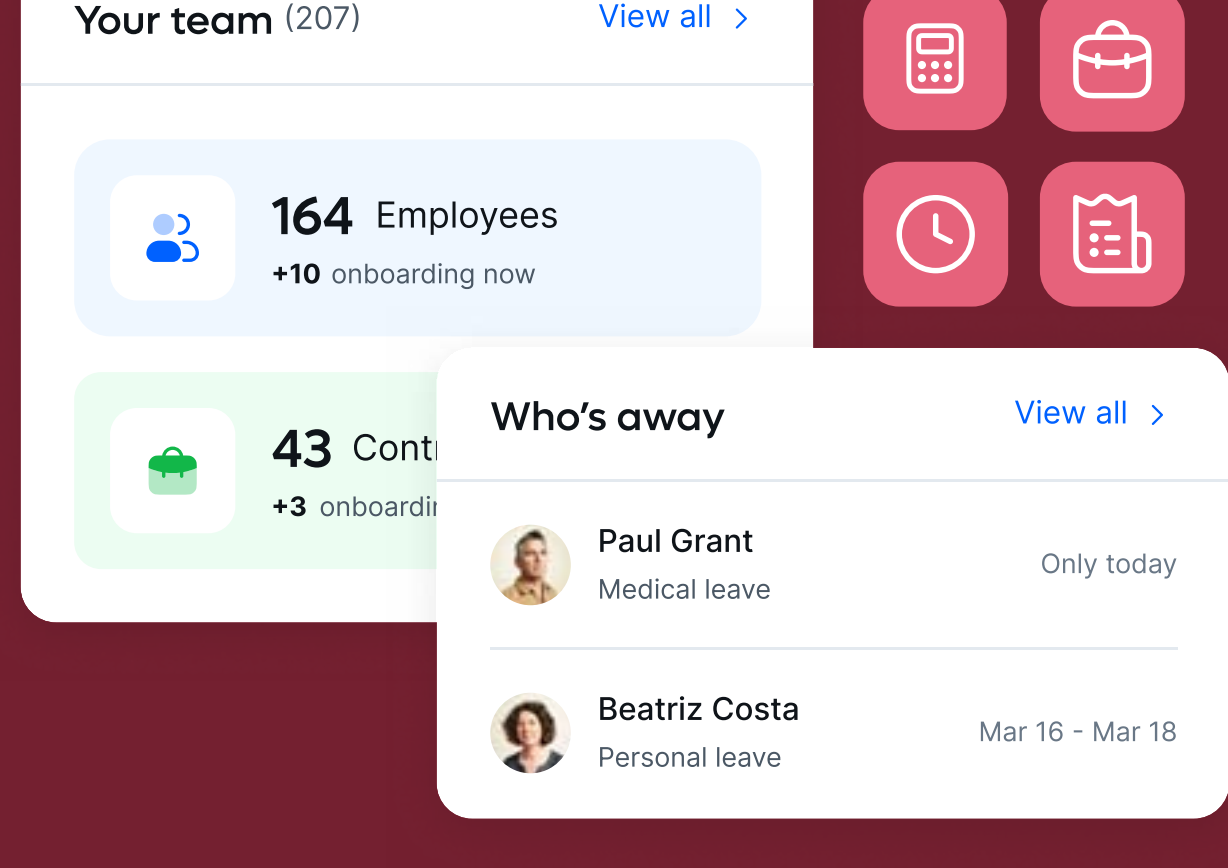 Your team (207)
View all
164 Employees
+10 onboarding now
43
+3
Who's away
View all
Paul Grant
Medical leave
Only today
Beatriz Costa
Personal leave
Mar 16 - Mar 18